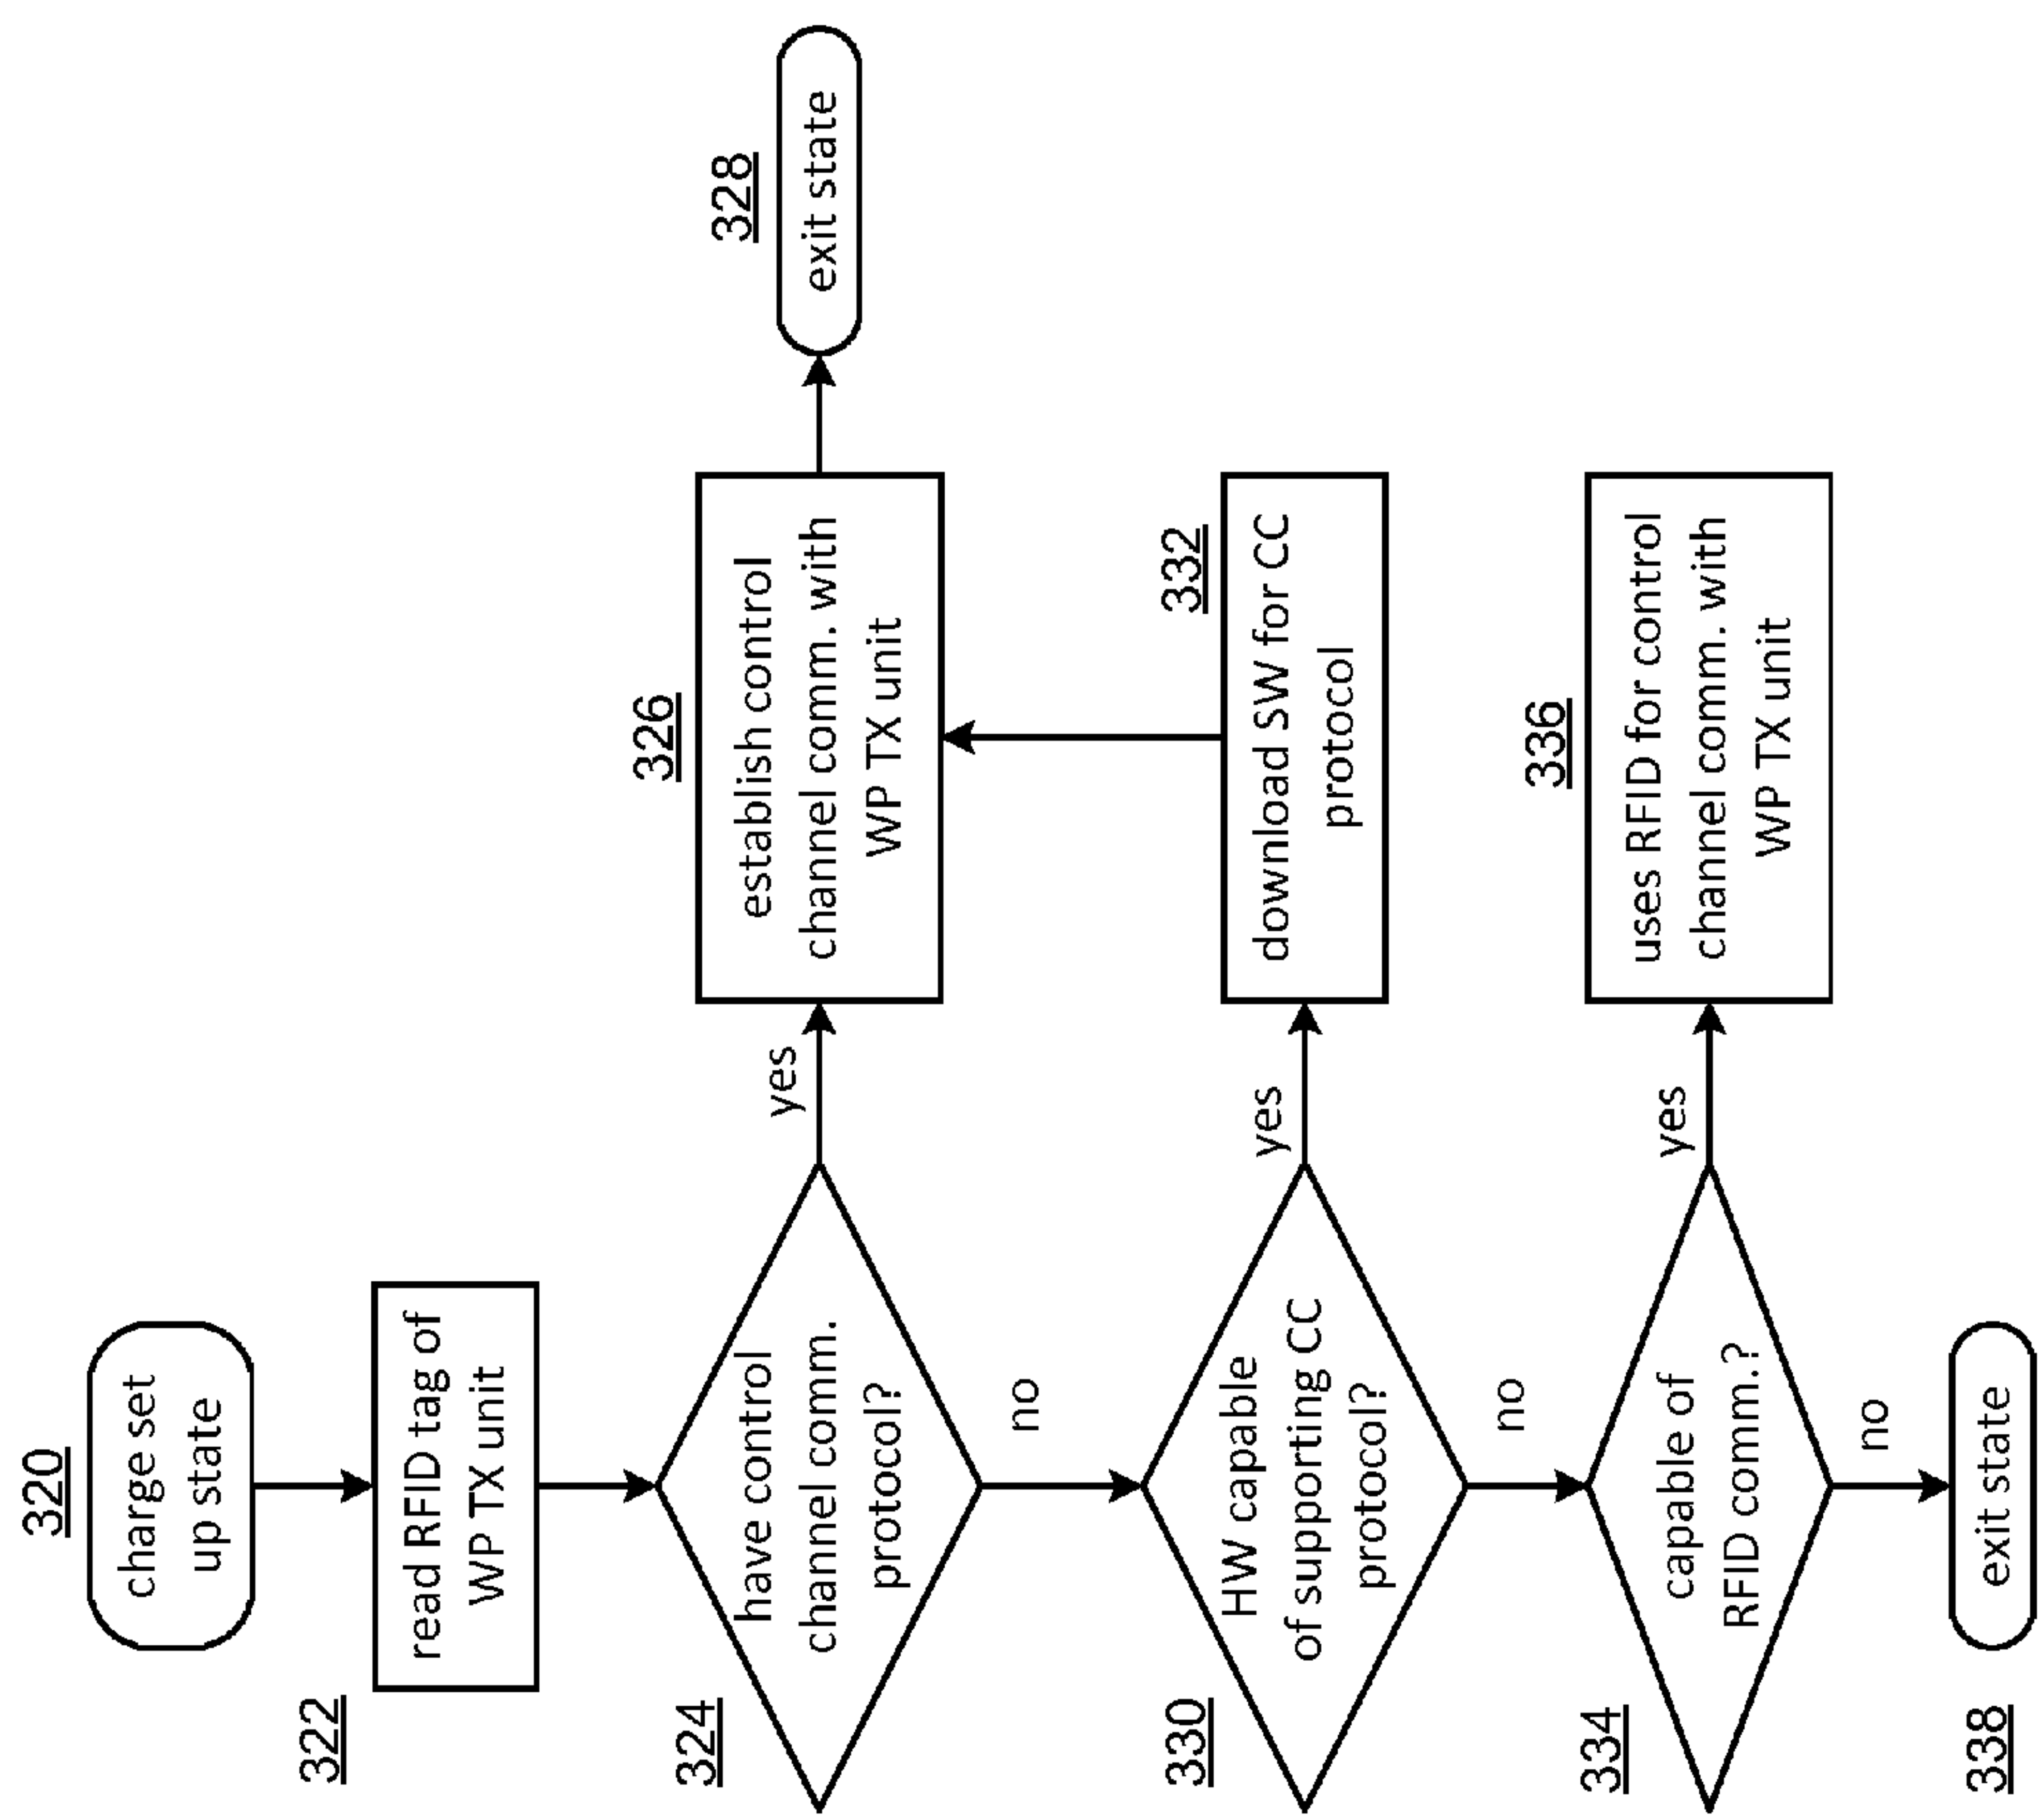 320
charge set
up state
322
read RFID tag of
WP TX unit
324
have control
channel comm.
protocol?
yes
no
326
establish control
channel comm. with
WP TX unit
328
exit state
330
HW capable
of supporting CC
protocol?
yes
no
332
download SW for CC
protocol
334
capable of
RFID comm.?
yes
no
336
uses RFID for control
channel comm. with
WP TX unit
338
exit state